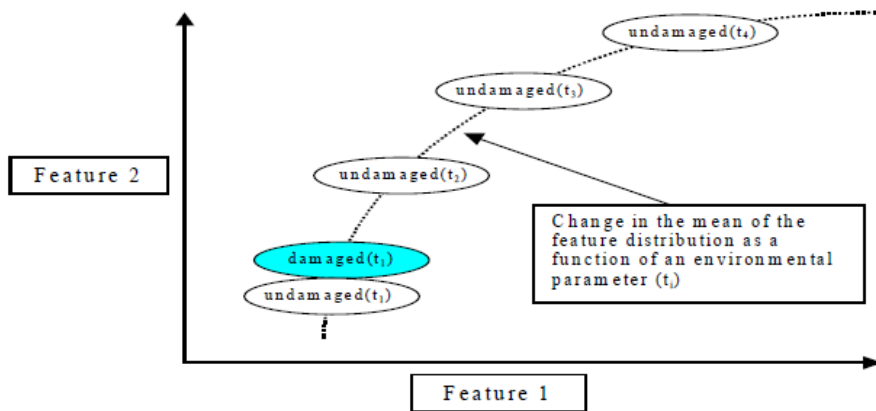 undamaged(t₄)
undamaged(t₃)
Feature 2
undamaged(t₂)
Change in the mean of the
feature distribution as a
function of an environmental
parameter (tᵢ)
damaged(t₁)
undamaged(t₁)
Feature 1